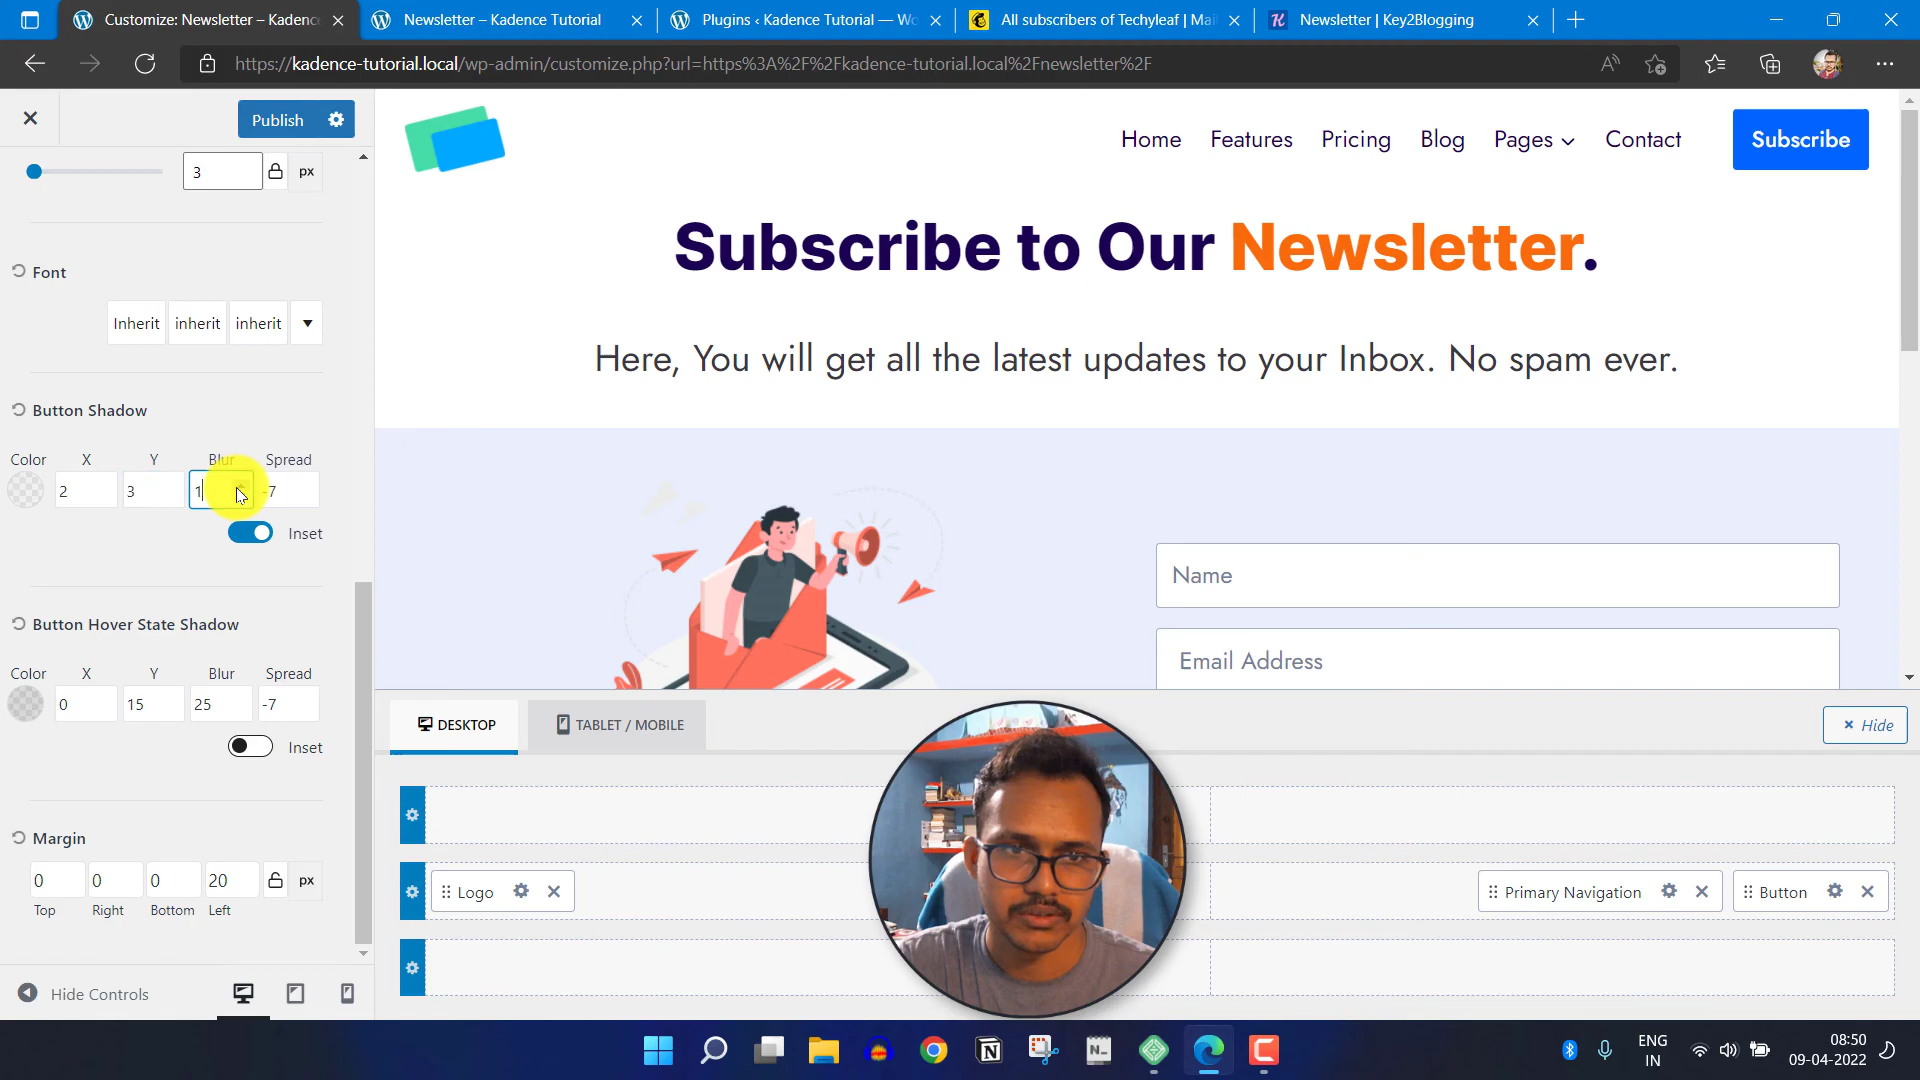 Customize: Newsletter – Kadence
Newsletter – Kadence Tutorial
Plugins ‹ Kadence Tutorial — Wo
All subscribers of Techyleaf | Mai
Newsletter | Key2Blogging
https://kadence-tutorial.local/wp-admin/customize.php?url=https%3A%2F%2Fkadence-tutorial.local%2Fnewsletter%2F
Publish
Home Features Pricing Blog Pages Contact Subscribe
3 px
Subscribe to Our Newsletter.
Font
Inherit inherit inherit
Here, You will get all the latest updates to your Inbox. No spam ever.
Button Shadow
Color X Y Blur Spread
2 3 1 -7
Inset
Name
Button Hover State Shadow
Email Address
Color X Y Blur Spread
0 15 25 -7
Inset
DESKTOP TABLET / MOBILE Hide
Margin
0 0 0 20 px
Top Right Bottom Left
Logo Primary Navigation Button
Hide Controls
ENG
IN
08:50
09-04-2022